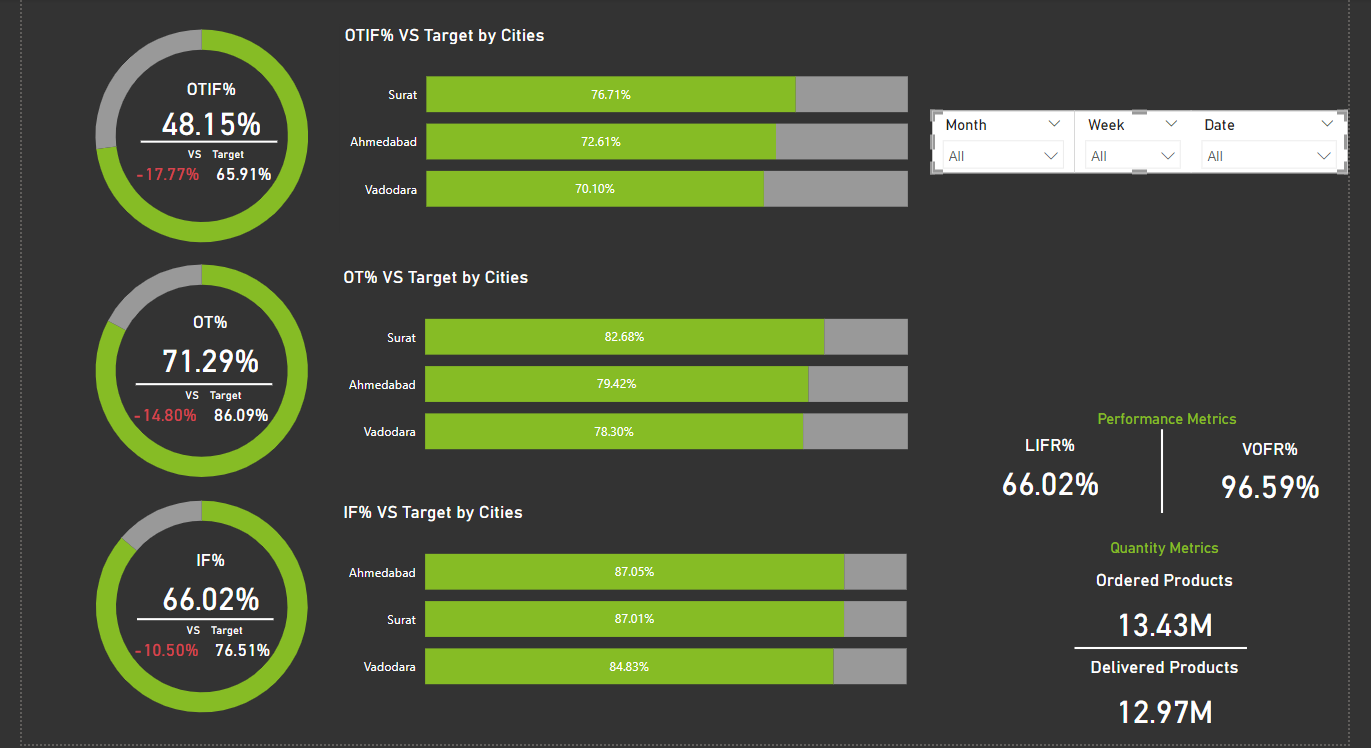 OTIF%
48.15%
VS Target
-17.77% 65.91%
OTIF% VS Target by Cities
Surat 76.71%
Ahmedabad 72.61%
Vadodara 70.10%
Month Week Date
All All All
OT%
71.29%
VS Target
-14.80% 86.09%
OT% VS Target by Cities
Surat 82.68%
Ahmedabad 79.42%
Vadodara 78.30%
IF%
66.02%
VS Target
-10.50% 76.51%
IF% VS Target by Cities
Ahmedabad 87.05%
Surat 87.01%
Vadodara 84.83%
Performance Metrics
LIFR% VOFR%
66.02% 96.59%
Quantity Metrics
Ordered Products
13.43M
Delivered Products
12.97M